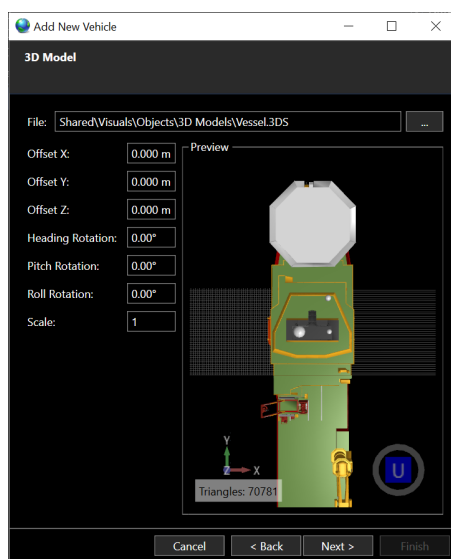 Add New Vehicle
3D Model
File: Shared\Visuals\Objects\3D Models\Vessel.3DS ...
Offset X: 0.000 m
Preview
Offset Y: 0.000 m
Offset Z: 0.000 m
Heading Rotation: 0.00°
Pitch Rotation: 0.00°
Roll Rotation: 0.00°
Scale: 1
Y
Z X
U
Triangles: 70781
Cancel < Back Next > Finish